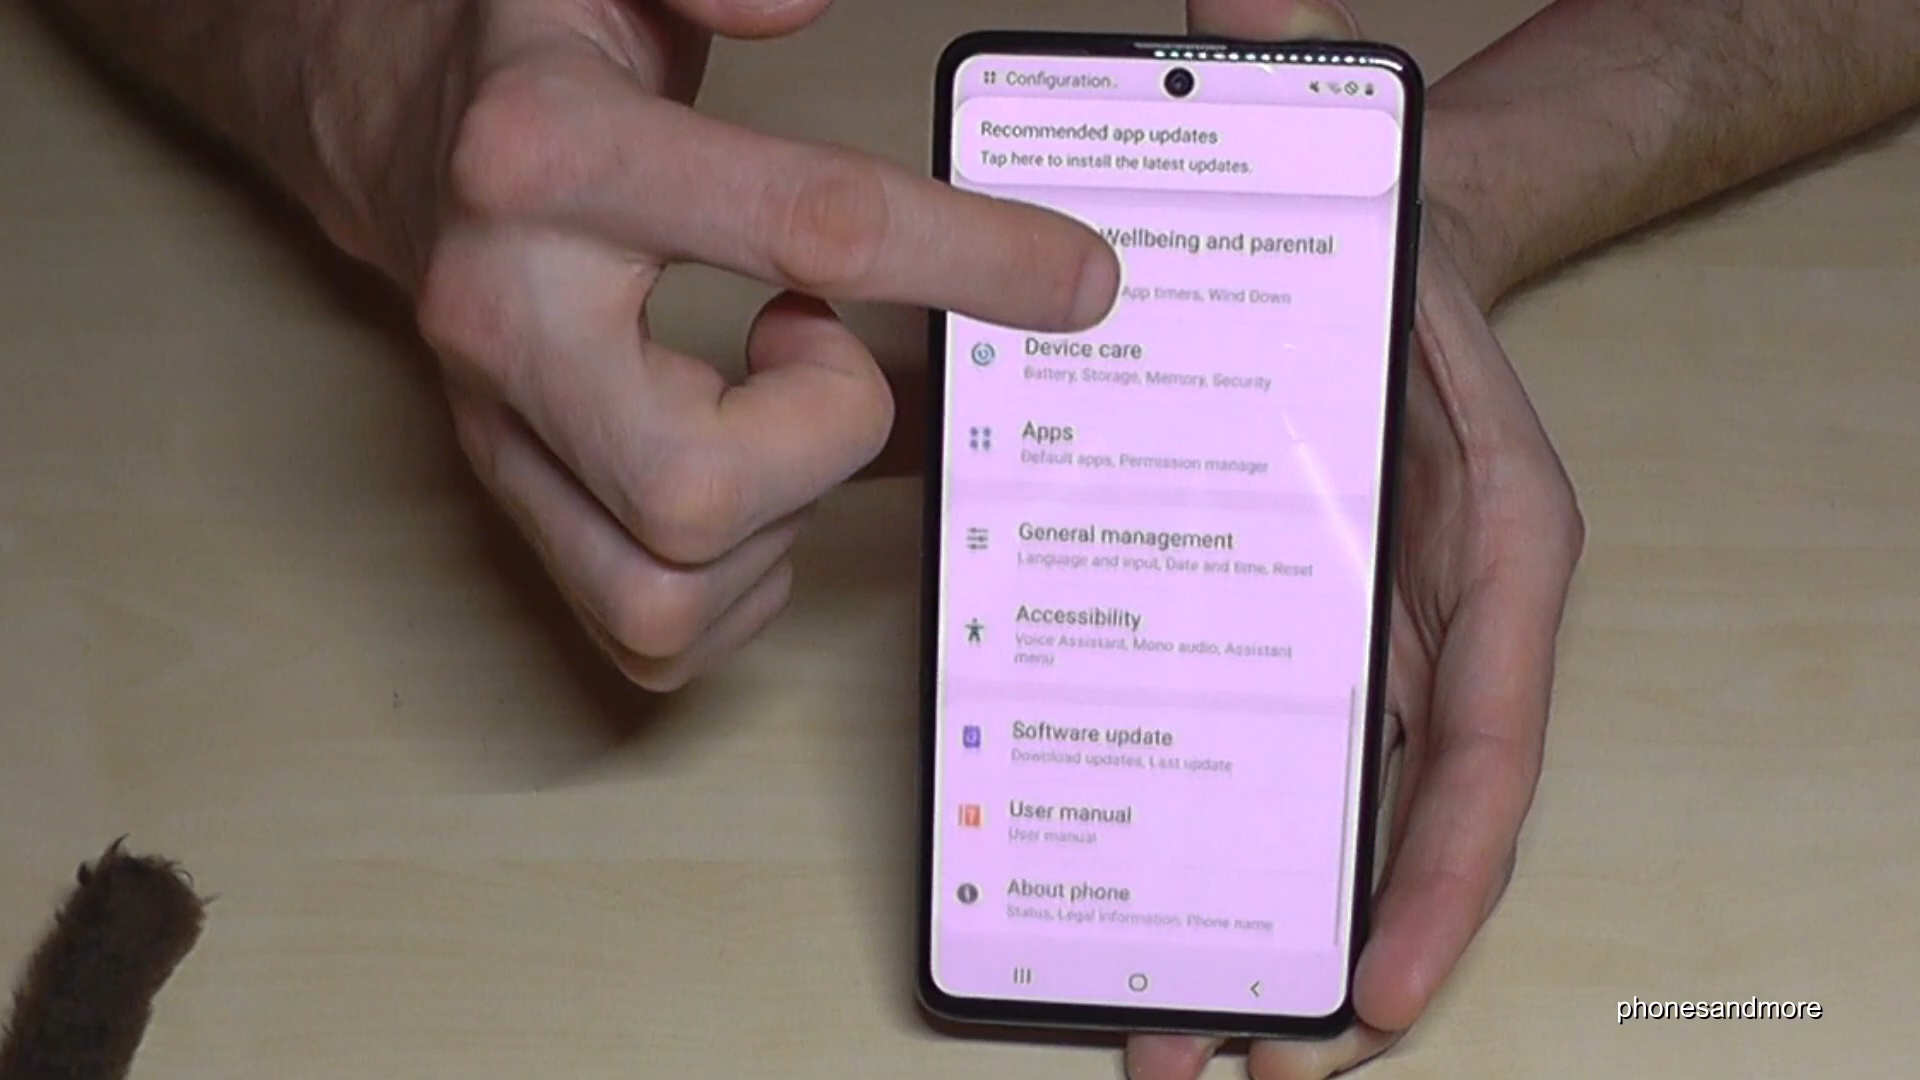 Configuration..
Recommended app updates
Tap here to install the latest updates.
Wellbeing and parental
App timers, Wind Down
Device care
Battery, Storage, Memory, Security
Apps
Default apps, Permission manager
General management
Language and input, Date and time, Reset
Accessibility
Voice Assistant, Mono audio, Assistant
menu
Software update
Download updates, Last update
User manual
User manual
About phone
Status, Legal information, Phone name
phonesandmore